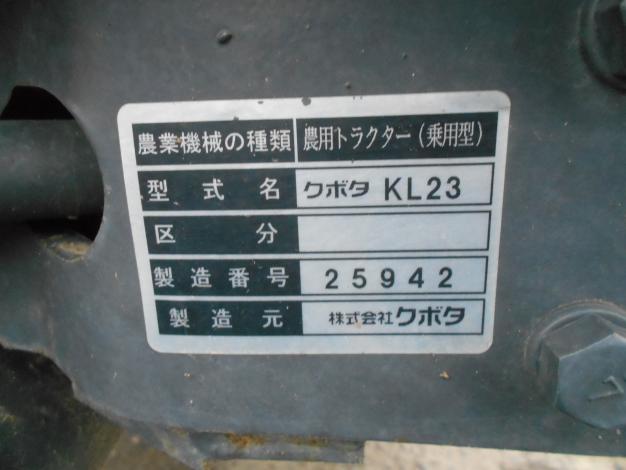 農業機械の種類 農用トラクター(乗用型)
型式名 クボタ KL23
区分
製造番号 25942
製造元 株式会社クボタ